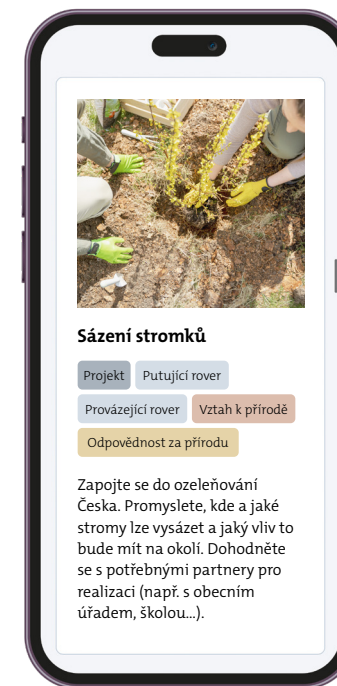 Sázení stromků
Projekt Putující rover
Provázející rover Vztah k přírodě
Odpovědnost za přírodu
Zapojte se do ozeleňování
Česka. Promyslete, kde a jaké
stromy lze vysázet a jaký vliv to
bude mít na okolí. Dohodněte
se s potřebnými partnery pro
realizaci (např. s obecním
úřadem, školou…).